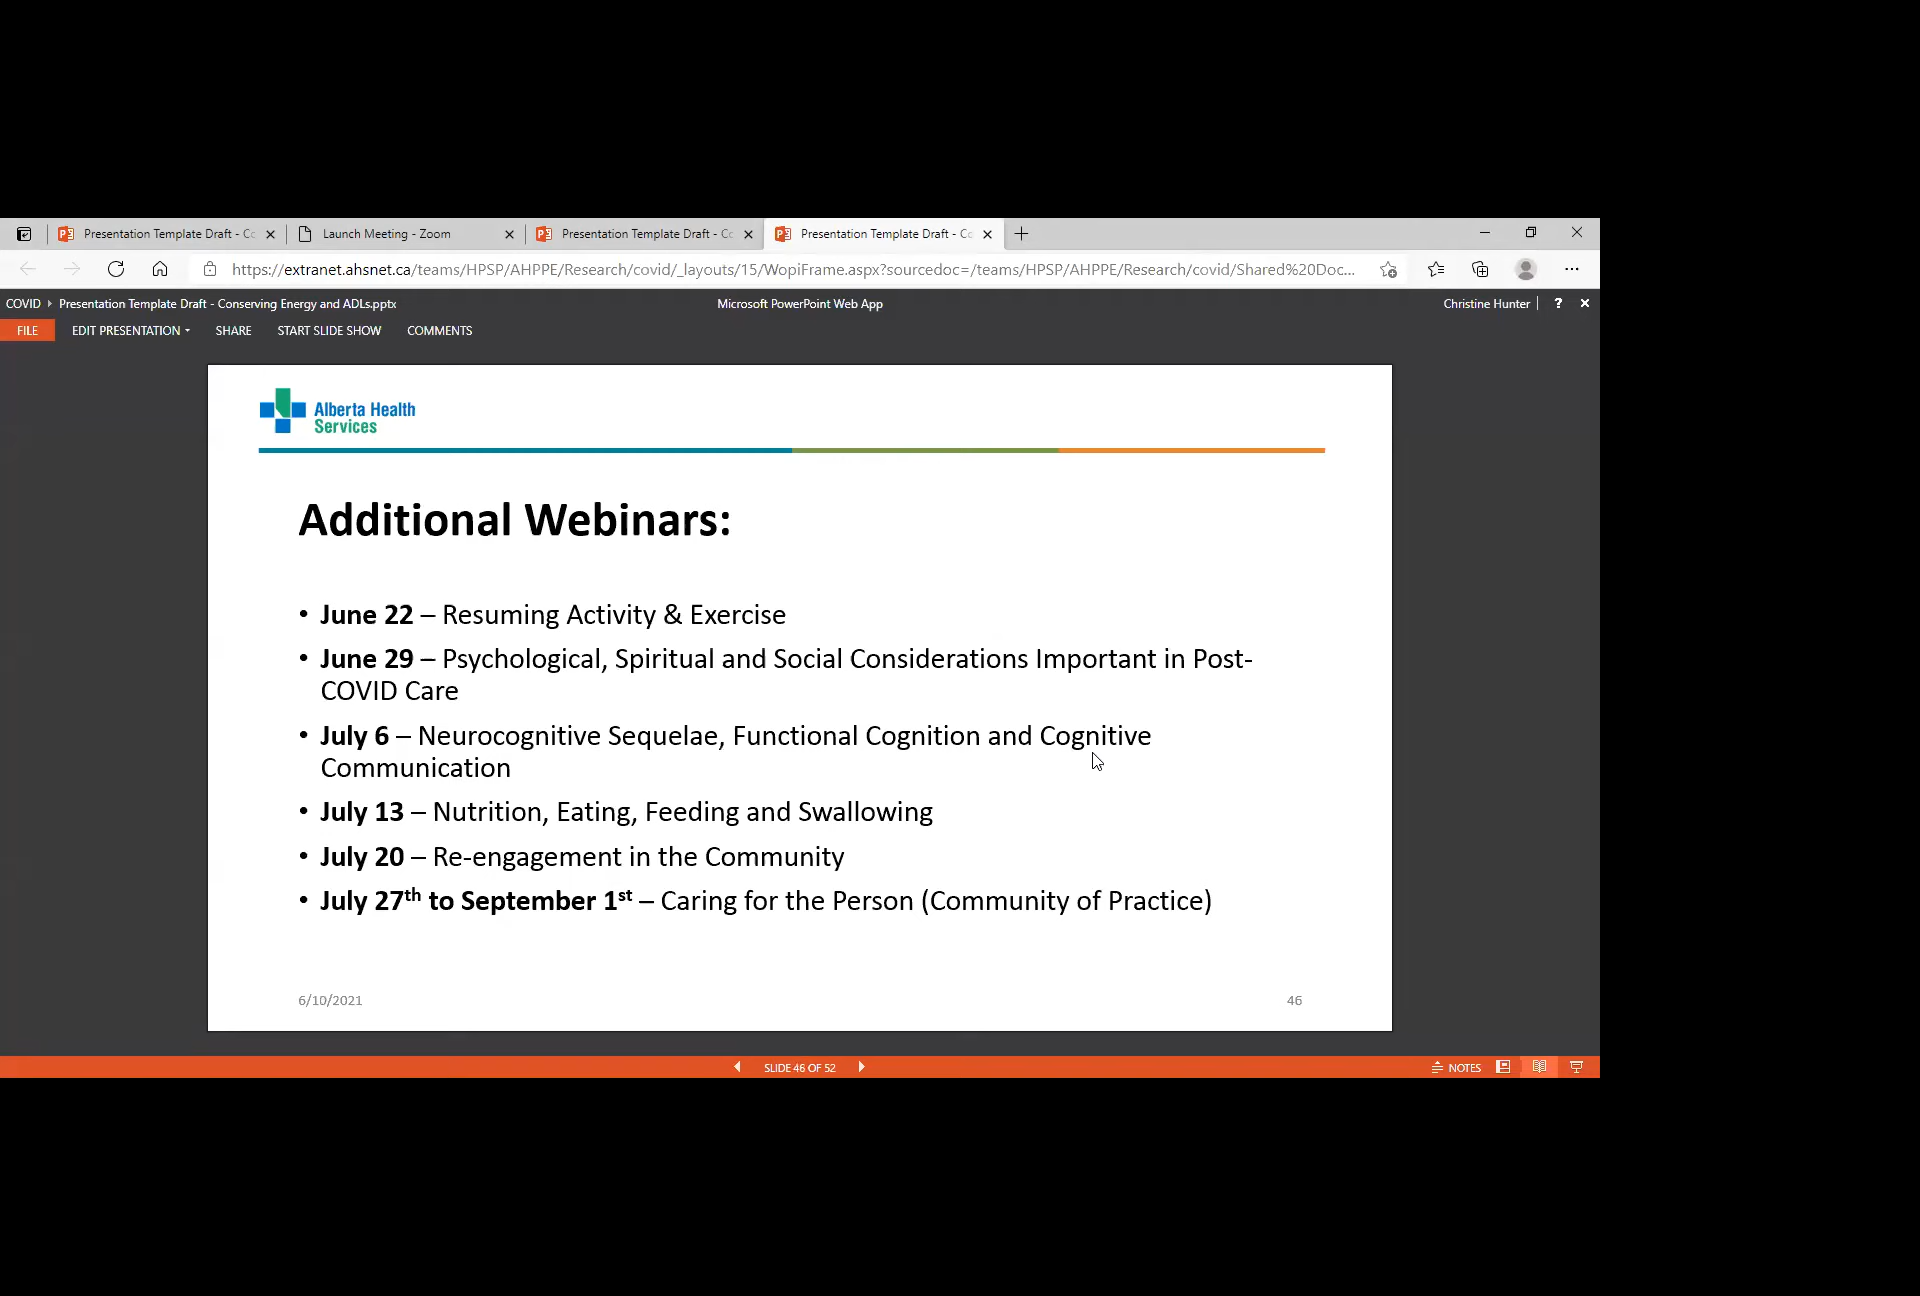 Presentation Template Draft - Co
Launch Meeting - Zoom
Presentation Template Draft - Co
Presentation Template Draft - Co
https://extranet.ahsnet.ca/teams/HPSP/AHPPE/Research/covid/_layouts/15/WopiFrame.aspx?sourcedoc=/teams/HPSP/AHPPE/Research/covid/Shared%20Doc...
COVID Presentation Template Draft - Conserving Energy and ADLs.pptx
Microsoft PowerPoint Web App
Christine Hunter
?
FILE EDIT PRESENTATION SHARE START SLIDE SHOW COMMENTS
Alberta Health
Services
Additional Webinars:
• June 22 – Resuming Activity & Exercise
• June 29 – Psychological, Spiritual and Social Considerations Important in Post-
COVID Care
• July 6 – Neurocognitive Sequelae, Functional Cognition and Cognitive
Communication
• July 13 – Nutrition, Eating, Feeding and Swallowing
• July 20 – Re-engagement in the Community
• July 27th to September 1st – Caring for the Person (Community of Practice)
6/10/2021
46
SLIDE 46 OF 52
NOTES